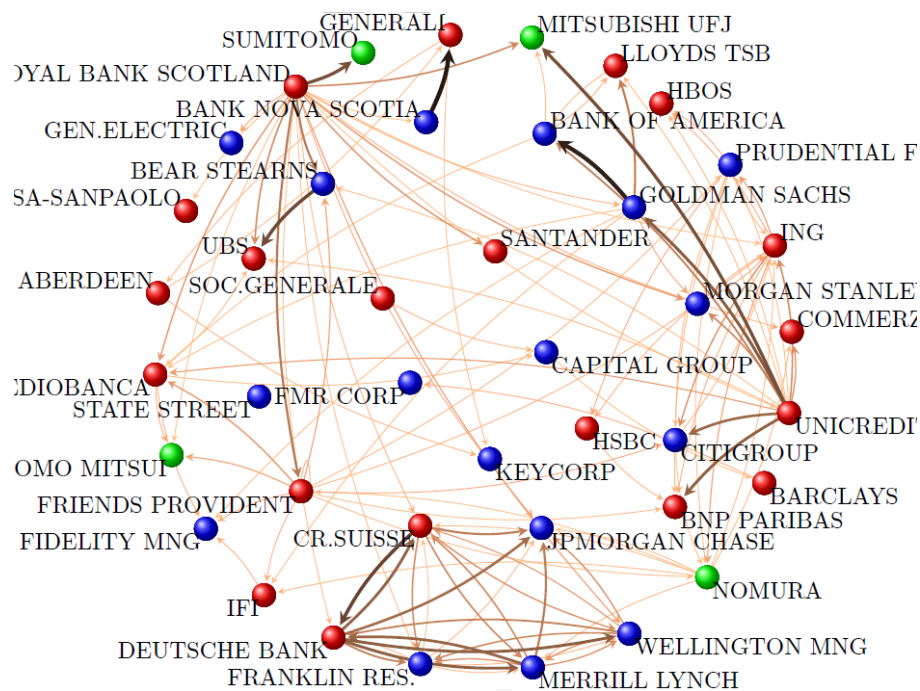 GENERALI
MITSUBISHI UFJ
SUMITOMO
LLOYDS TSB
OYAL BANK SCOTLAND
HBOS
BANK NOVA SCOTIA
BANK OF AMERICA
GEN.ELECTRIC
PRUDENTIAL F
BEAR STEARNS
GOLDMAN SACHS
SA-SANPAOLO
UBS
SANTANDER
ING
ABERDEEN
SOC.GENERALE
MORGAN STANLEY
COMMERZ
CAPITAL GROUP
EDIOBANCA
STATE STREET
FMR CORP
UNICREDIT
HSBC
CITIGROUP
OMO MITSUI
KEYCORP
BARCLAYS
FRIENDS PROVIDENT
BNP PARIBAS
FIDELITY MNG
CR.SUISSE
JPMORGAN CHASE
NOMURA
IFI
DEUTSCHE BANK
WELLINGTON MNG
FRANKLIN RES.
MERRILL LYNCH